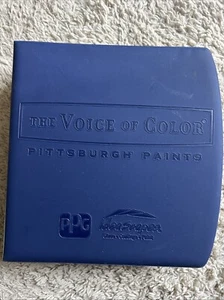 THE VOICE OF COLOR®
PITTSBURGH PAINTS
PPG